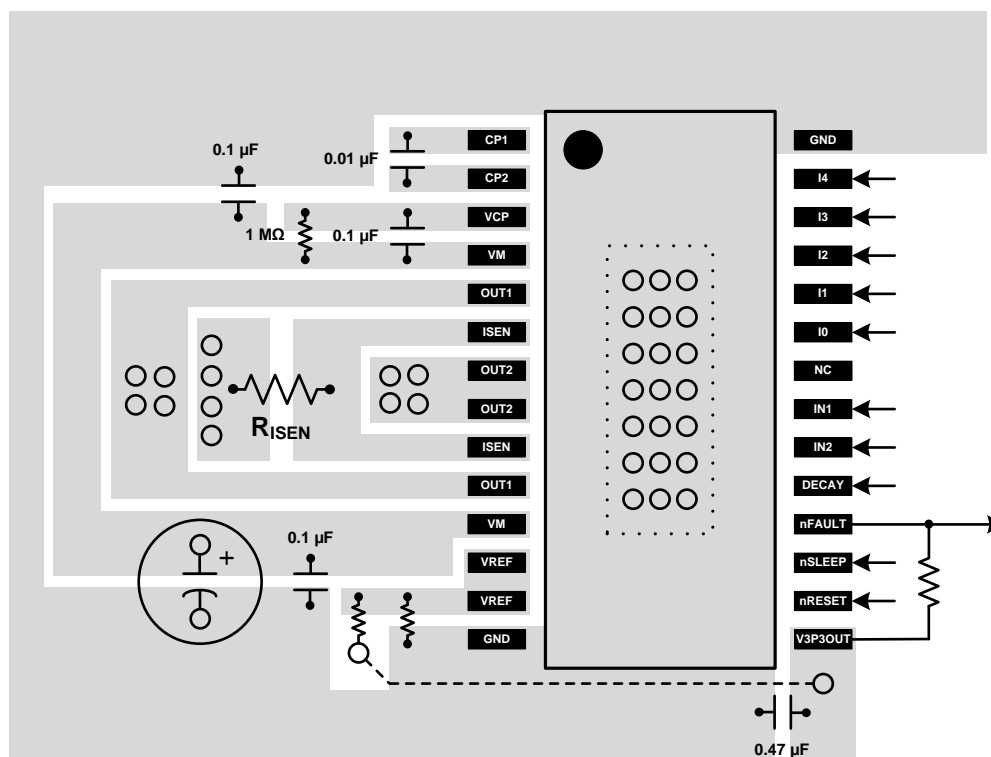 CP1
GND
0.1 µF
0.01 µF
CP2
I4
VCP
I3
1 MΩ
0.1 µF
VM
I2
OUT1
I1
ISEN
I0
OUT2
NC
RISEN
OUT2
IN1
ISEN
IN2
OUT1
DECAY
VM
nFAULT
0.1 µF
+
VREF
nSLEEP
VREF
nRESET
GND
V3P3OUT
0.47 µF